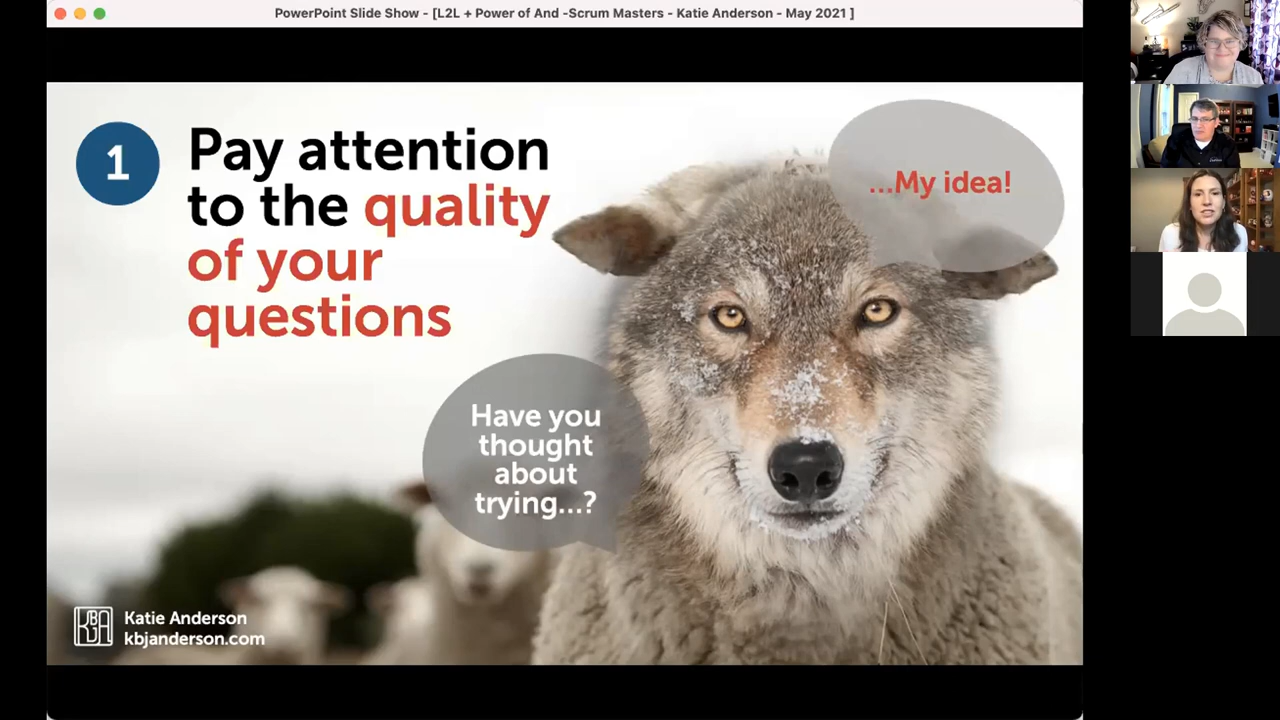 PowerPoint Slide Show - [L2L + Power of And -Scrum Masters - Katie Anderson - May 2021 ]
1
Pay attention
to the quality
of your
questions
...My idea!
Have you
thought
about
trying...?
Katie Anderson
kbjanderson.com